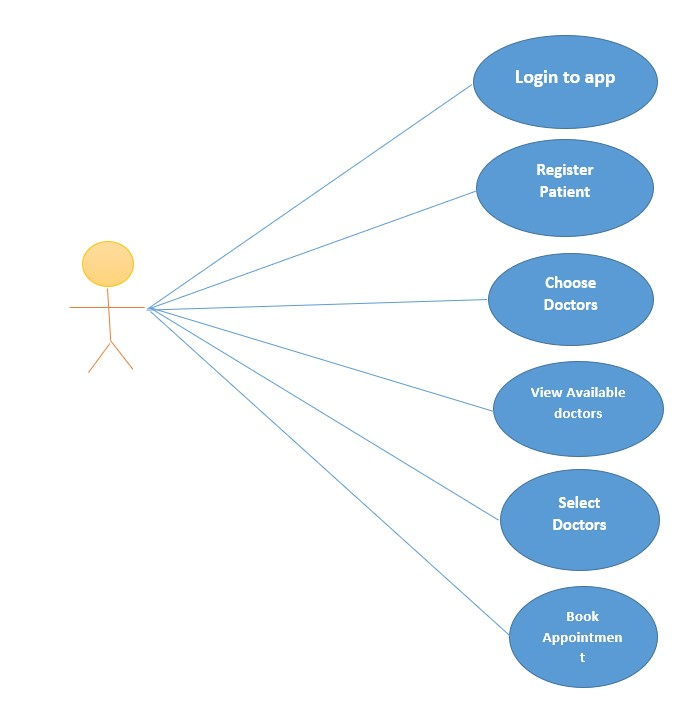 Login to app
Register
Patient
Choose
Doctors
View Available
doctors
Select
Doctors
Book
Appointmen
t